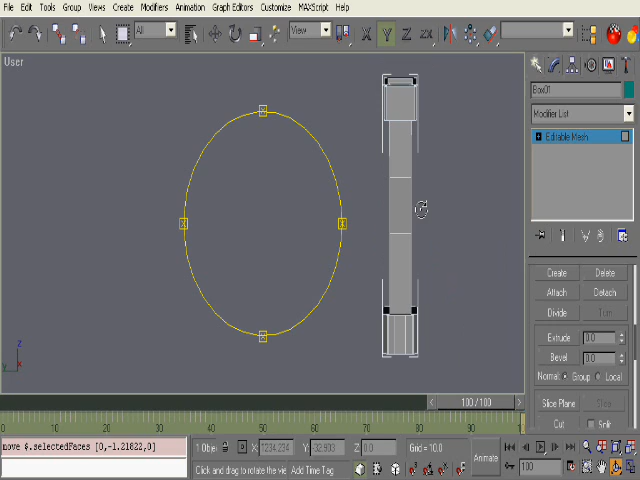 File Edit Tools Group Views Create Modifiers Animation Graph Editors Customize MAXScript Help
All View X Y Z ZX
User
Box01
Modifier List
Editable Mesh
Create Delete
Attach Detach
Divide Turn
Extrude 0.0
Bevel 0.0
Normal: Group Local
Slice Plane Slice
Cut Split
100 / 100
z
y x
0 10 20 30 40 50 60 70 80 90
move $.selectedFaces [0,-1.21822,0]
1 Obje X: 1234.234 Y: -32.903 Z: 0.0 Grid = 10.0
Click and drag to rotate the vie Add Time Tag
Animate
100